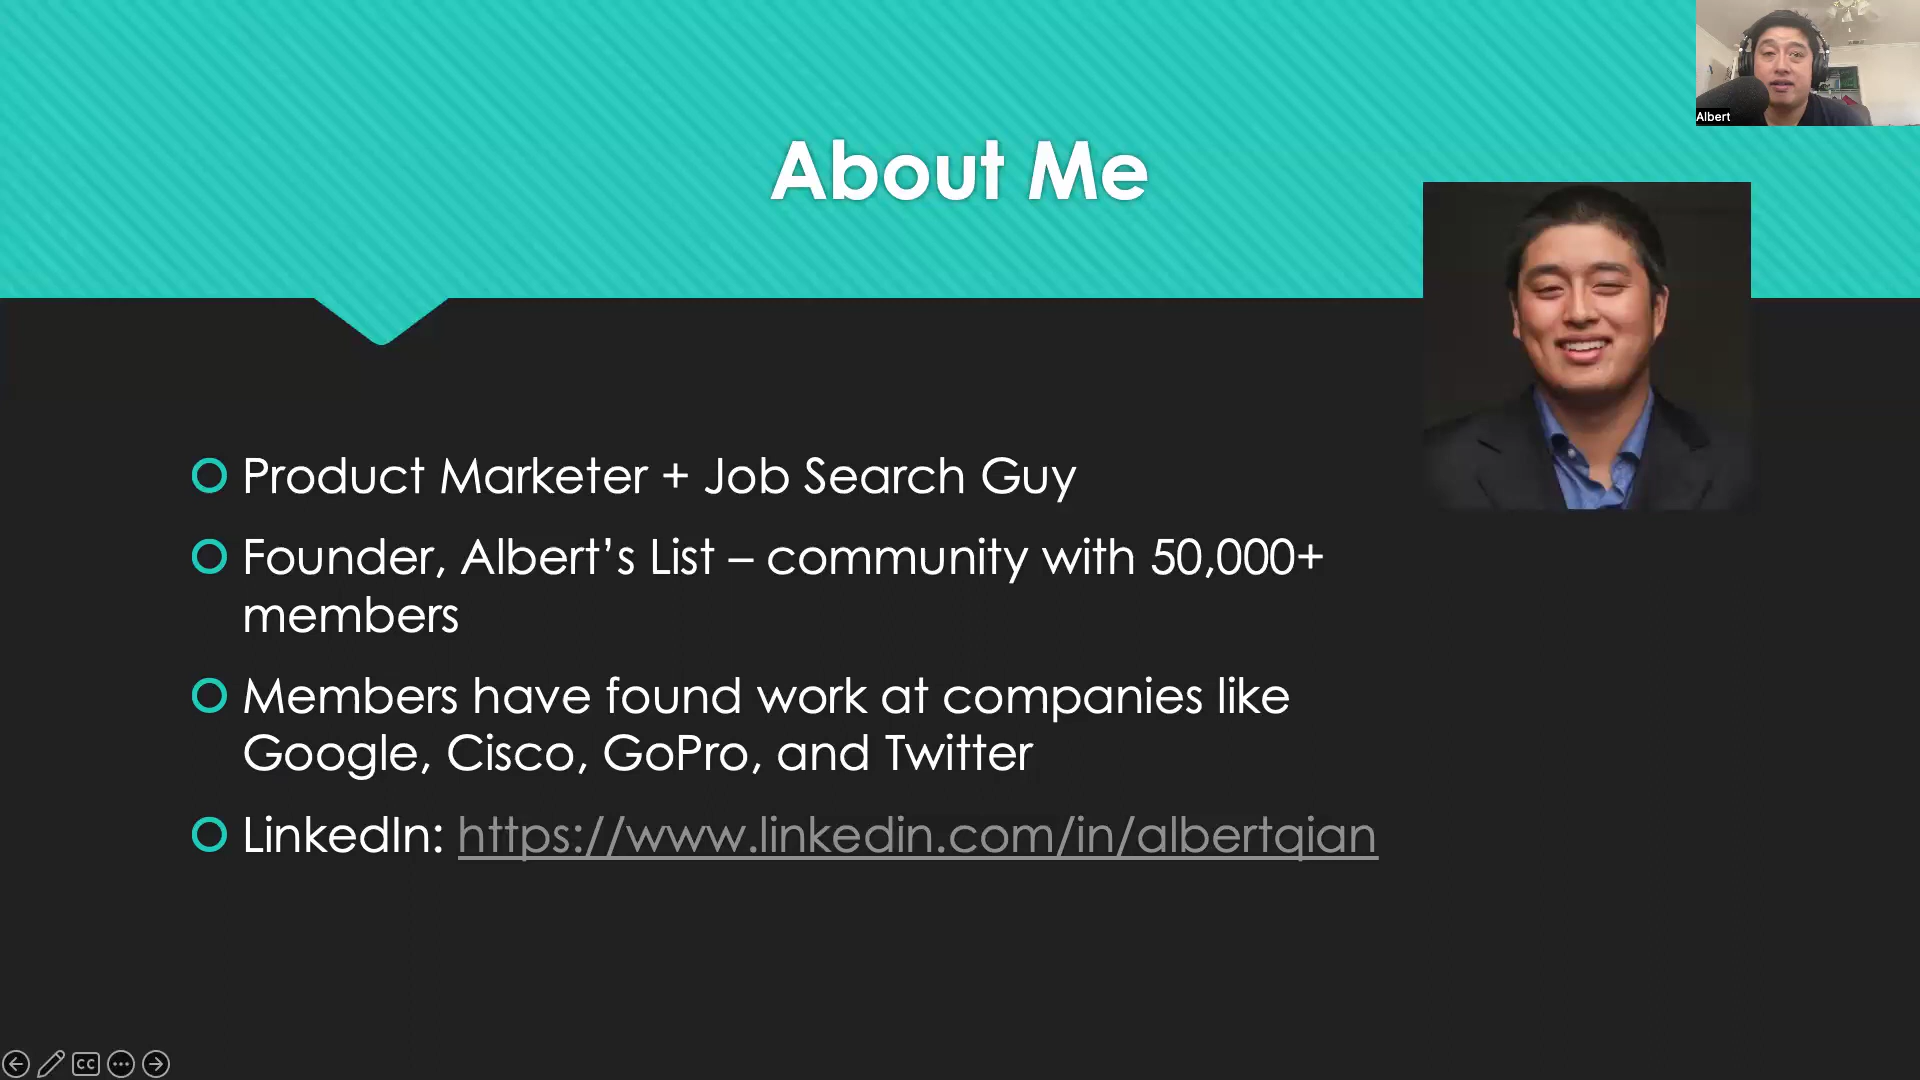 Albert
About Me
Product Marketer + Job Search Guy
Founder, Albert’s List – community with 50,000+
members
Members have found work at companies like
Google, Cisco, GoPro, and Twitter
LinkedIn: https://www.linkedin.com/in/albertqian
CC